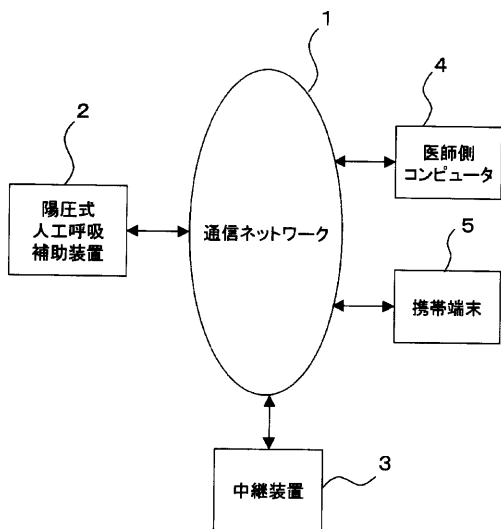 1
4
医師側
コンピュータ
2
陽圧式
人工呼吸
補助装置
通信ネットワーク
5
携帯端末
3
中継装置